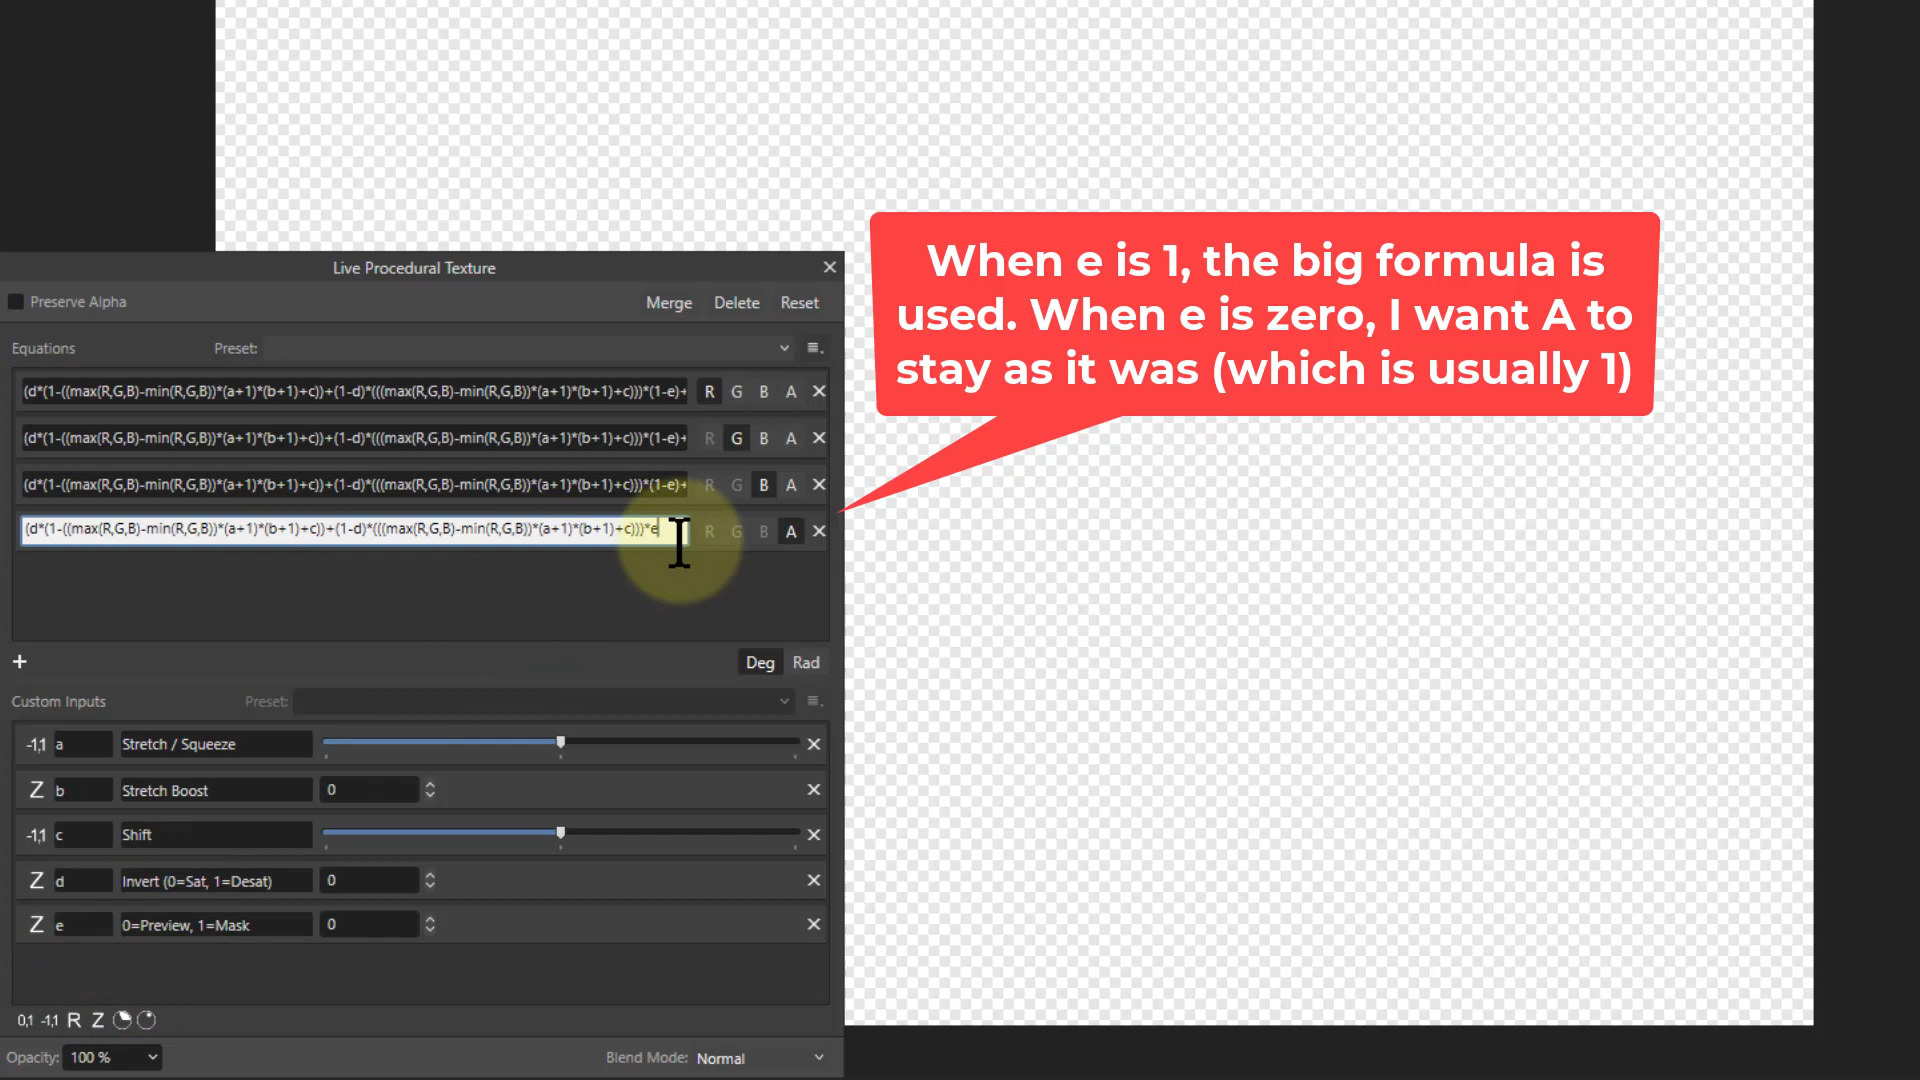 When e is 1, the big formula is
used. When e is zero, I want A to
stay as it was (which is usually 1)
Live Procedural Texture
Preserve Alpha
Merge Delete Reset
Equations Preset:
(d*(1-((max(R,G,B)-min(R,G,B))*(a+1)*(b+1)+c))+(1-d)*(((max(R,G,B)-min(R,G,B))*(a+1)*(b+1)+c)))*(1-e)+ R G B A
(d*(1-((max(R,G,B)-min(R,G,B))*(a+1)*(b+1)+c))+(1-d)*(((max(R,G,B)-min(R,G,B))*(a+1)*(b+1)+c)))*(1-e)+ R G B A
(d*(1-((max(R,G,B)-min(R,G,B))*(a+1)*(b+1)+c))+(1-d)*(((max(R,G,B)-min(R,G,B))*(a+1)*(b+1)+c)))*(1-e)+ R G B A
(d*(1-((max(R,G,B)-min(R,G,B))*(a+1)*(b+1)+c))+(1-d)*(((max(R,G,B)-min(R,G,B))*(a+1)*(b+1)+c)))*e R G B A
Deg Rad
Custom Inputs Preset:
-1,1 a Stretch / Squeeze
Z b Stretch Boost 0
-1,1 c Shift
Z d Invert (0=Sat, 1=Desat) 0
Z e 0=Preview, 1=Mask 0
0,1 -1,1 R Z
Opacity: 100 % Blend Mode: Normal